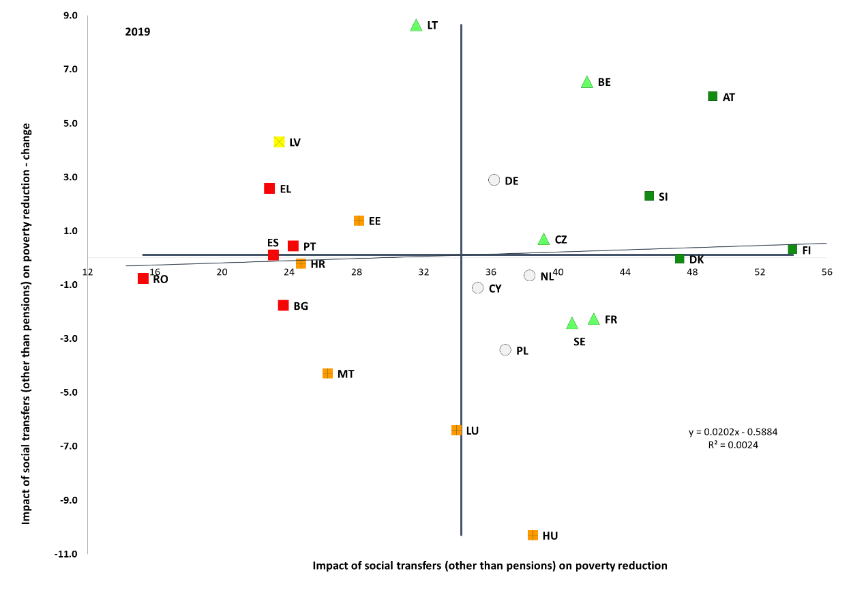 2019
9.0
7.0
5.0
3.0
1.0
-1.0
-3.0
-5.0
-7.0
-9.0
-11.0
Impact of social transfers (other than pensions) on poverty reduction - change
LT
BE
AT
LV
DE
EL
SI
EE
CZ
ES
PT
FI
HR
DK
12 16 20 24 28 32 36 40 44 48 52 56
RO
NL
CY
BG
FR
SE
PL
MT
LU
y = 0.0202x - 0.5884
R² = 0.0024
HU
Impact of social transfers (other than pensions) on poverty reduction